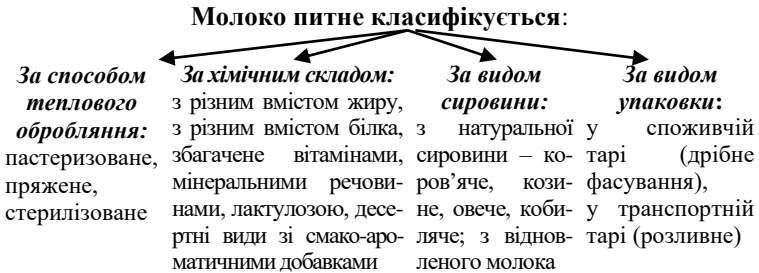 Молоко питне класифікується:
За способом
теплового
обробляння:
пастеризоване,
пряжене,
стерилізоване
За хімічним складом:
з різним вмістом жиру,
з різним вмістом білка,
збагачене вітамінами,
мінеральними речови-
нами, лактулозою, десе-
ртні види зі смако-аро-
матичними добавками
За видом
сировини:
з натуральної
сировини – ко-
ров’яче, кози-
не, овече, коби-
ляче; з віднов-
леного молока
За видом
упаковки:
у споживчій
тарі (дрібне
фасування),
у транспортній
тарі (розливне)